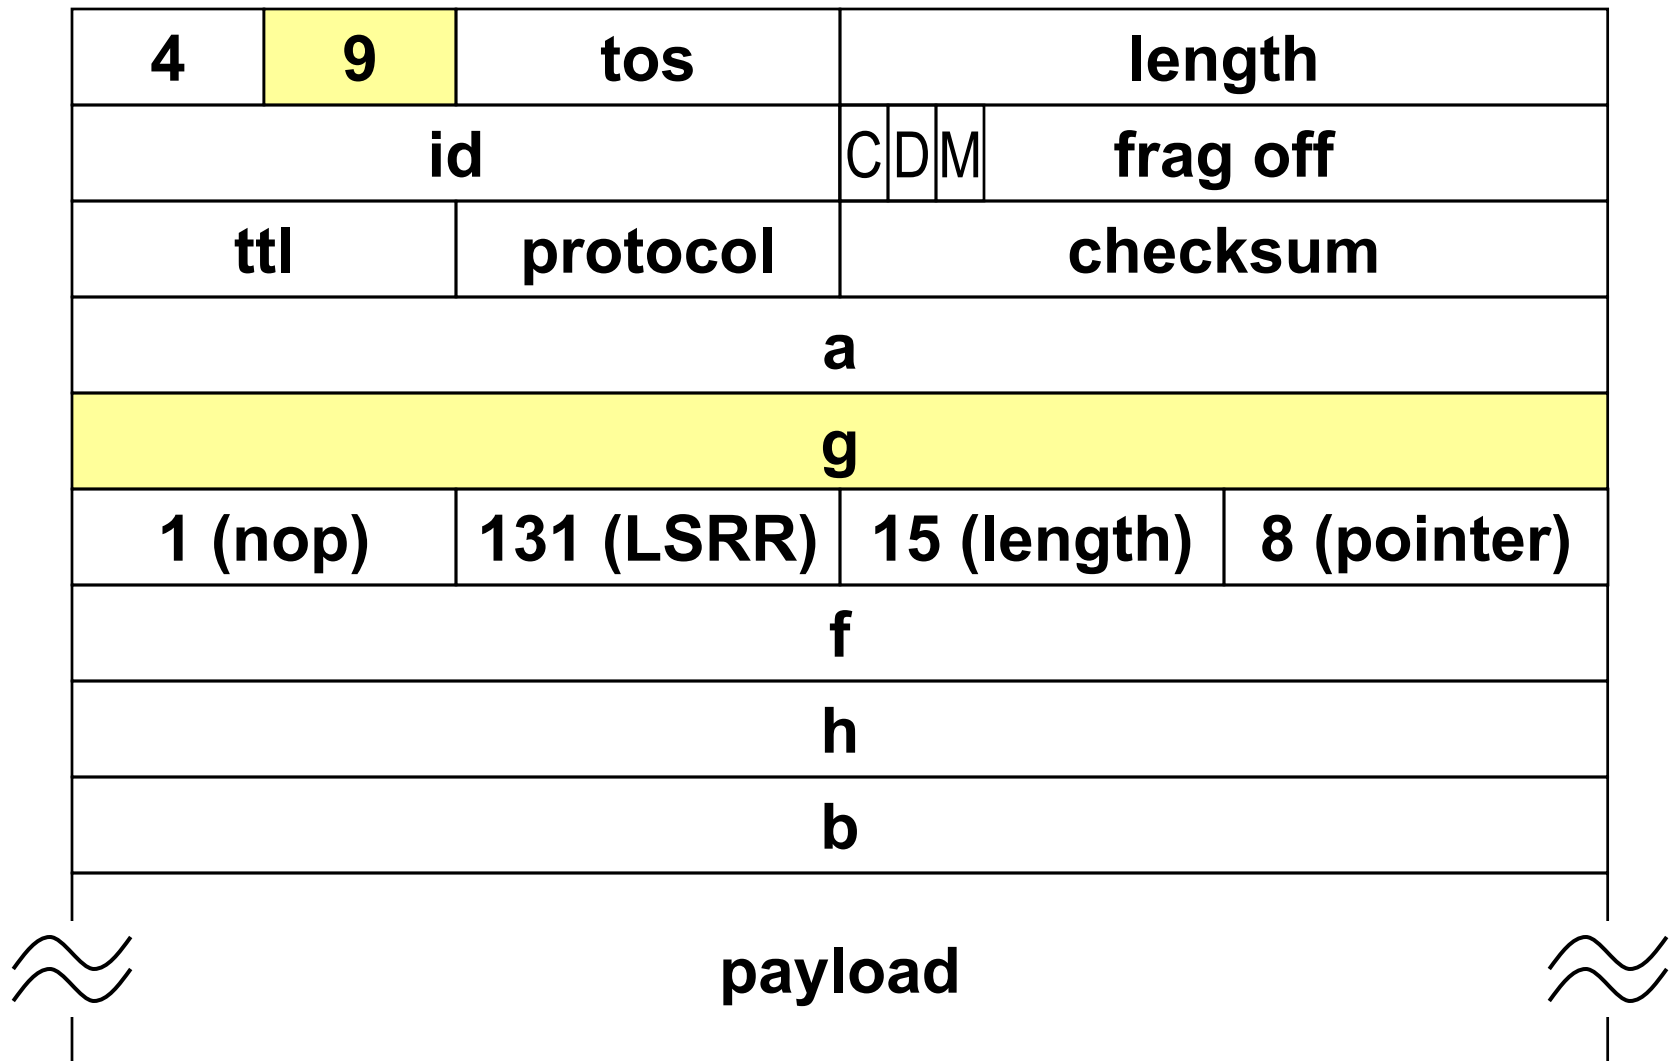 4 9 tos length
id C D M frag off
ttl protocol checksum
a
g
1 (nop) 131 (LSRR) 15 (length) 8 (pointer)
f
h
b
payload